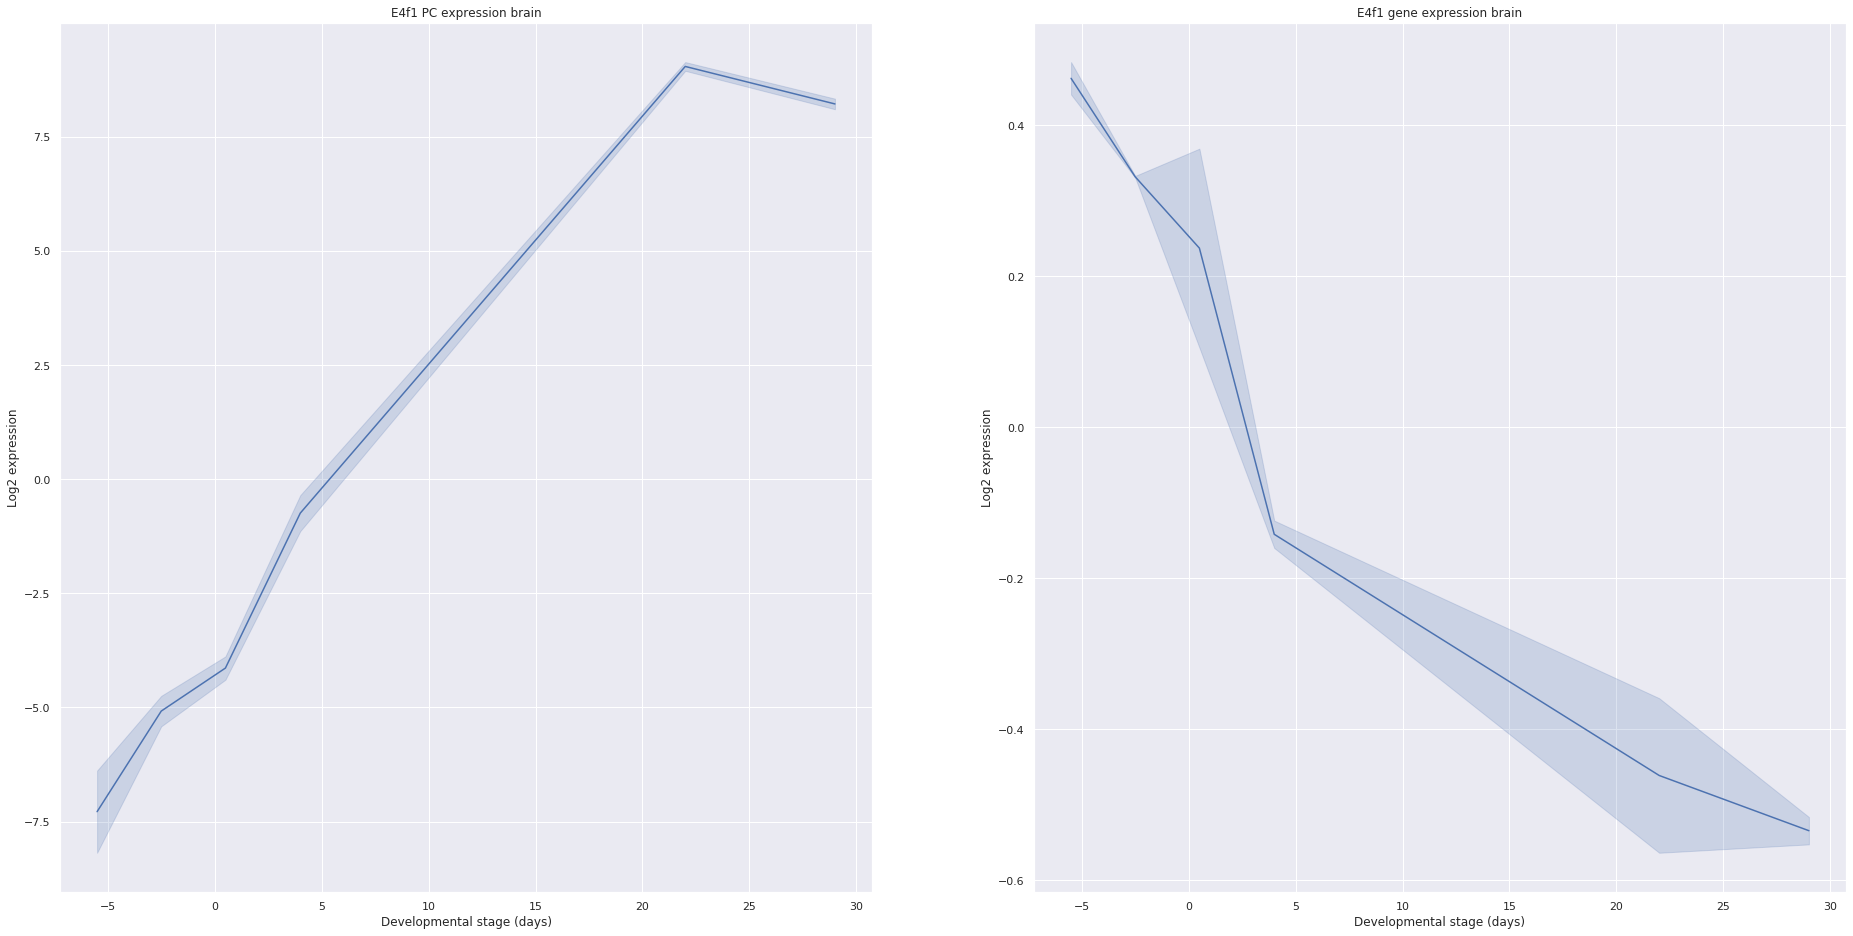 E4f1 PC expression brain
7.5
5.0
2.5
0.0
−2.5
−5.0
−7.5
Log2 expression
−5 0 5 10 15 20 25 30
Developmental stage (days)
E4f1 gene expression brain
0.4
0.2
0.0
−0.2
−0.4
−0.6
Log2 expression
−5 0 5 10 15 20 25 30
Developmental stage (days)